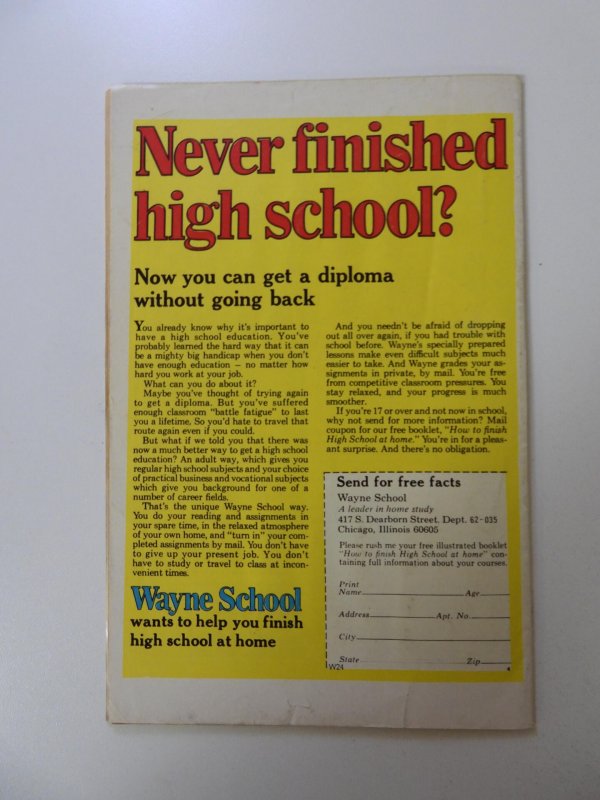 Never finished
high school?
Now you can get a diploma
without going back
You already know why it's important to
have a high school education. You've
probably learned the hard way that it can
be a mighty big handicap when you don't
have enough education — no matter how
hard you work at your job.
What can you do about it?
Maybe you've thought of trying again
to get a diploma. But you've suffered
enough classroom "battle fatigue" to last
you a lifetime. So you'd hate to travel that
route again even if you could.
But what if we told you that there was
now a much better way to get a high school
education? An adult way, which gives you
regular high school subjects and your choice
of practical business and vocational subjects
which give you background for one of a
number of career fields.
That's the unique Wayne School way.
You do your reading and assignments in
your spare time, in the relaxed atmosphere
of your own home, and "turn in" your com-
pleted assignments by mail. You don't have
to give up your present job. You don't
have to study or travel to class at incon-
venient times.
Wayne School
wants to help you finish
high school at home
And you needn't be afraid of dropping
out all over again, if you had trouble with
school before. Wayne's specially prepared
lessons make even difficult subjects much
easier to take. And Wayne grades your as-
signments in private, by mail. You're free
from competitive classroom pressures. You
stay relaxed, and your progress is much
smoother.
If you're 17 or over and not now in school,
why not send for more information? Mail
coupon for our free booklet, "How to finish
High School at home." You're in for a pleas-
ant surprise. And there's no obligation.
Send for free facts
Wayne School
A leader in home study
417 S. Dearborn Street, Dept. 62-035
Chicago, Illinois 60605
Please rush me your free illustrated booklet
"How to finish High School at home" con-
taining full information about your courses.
Print
Name Age
Address Apt. No.
City
State Zip
W24 4